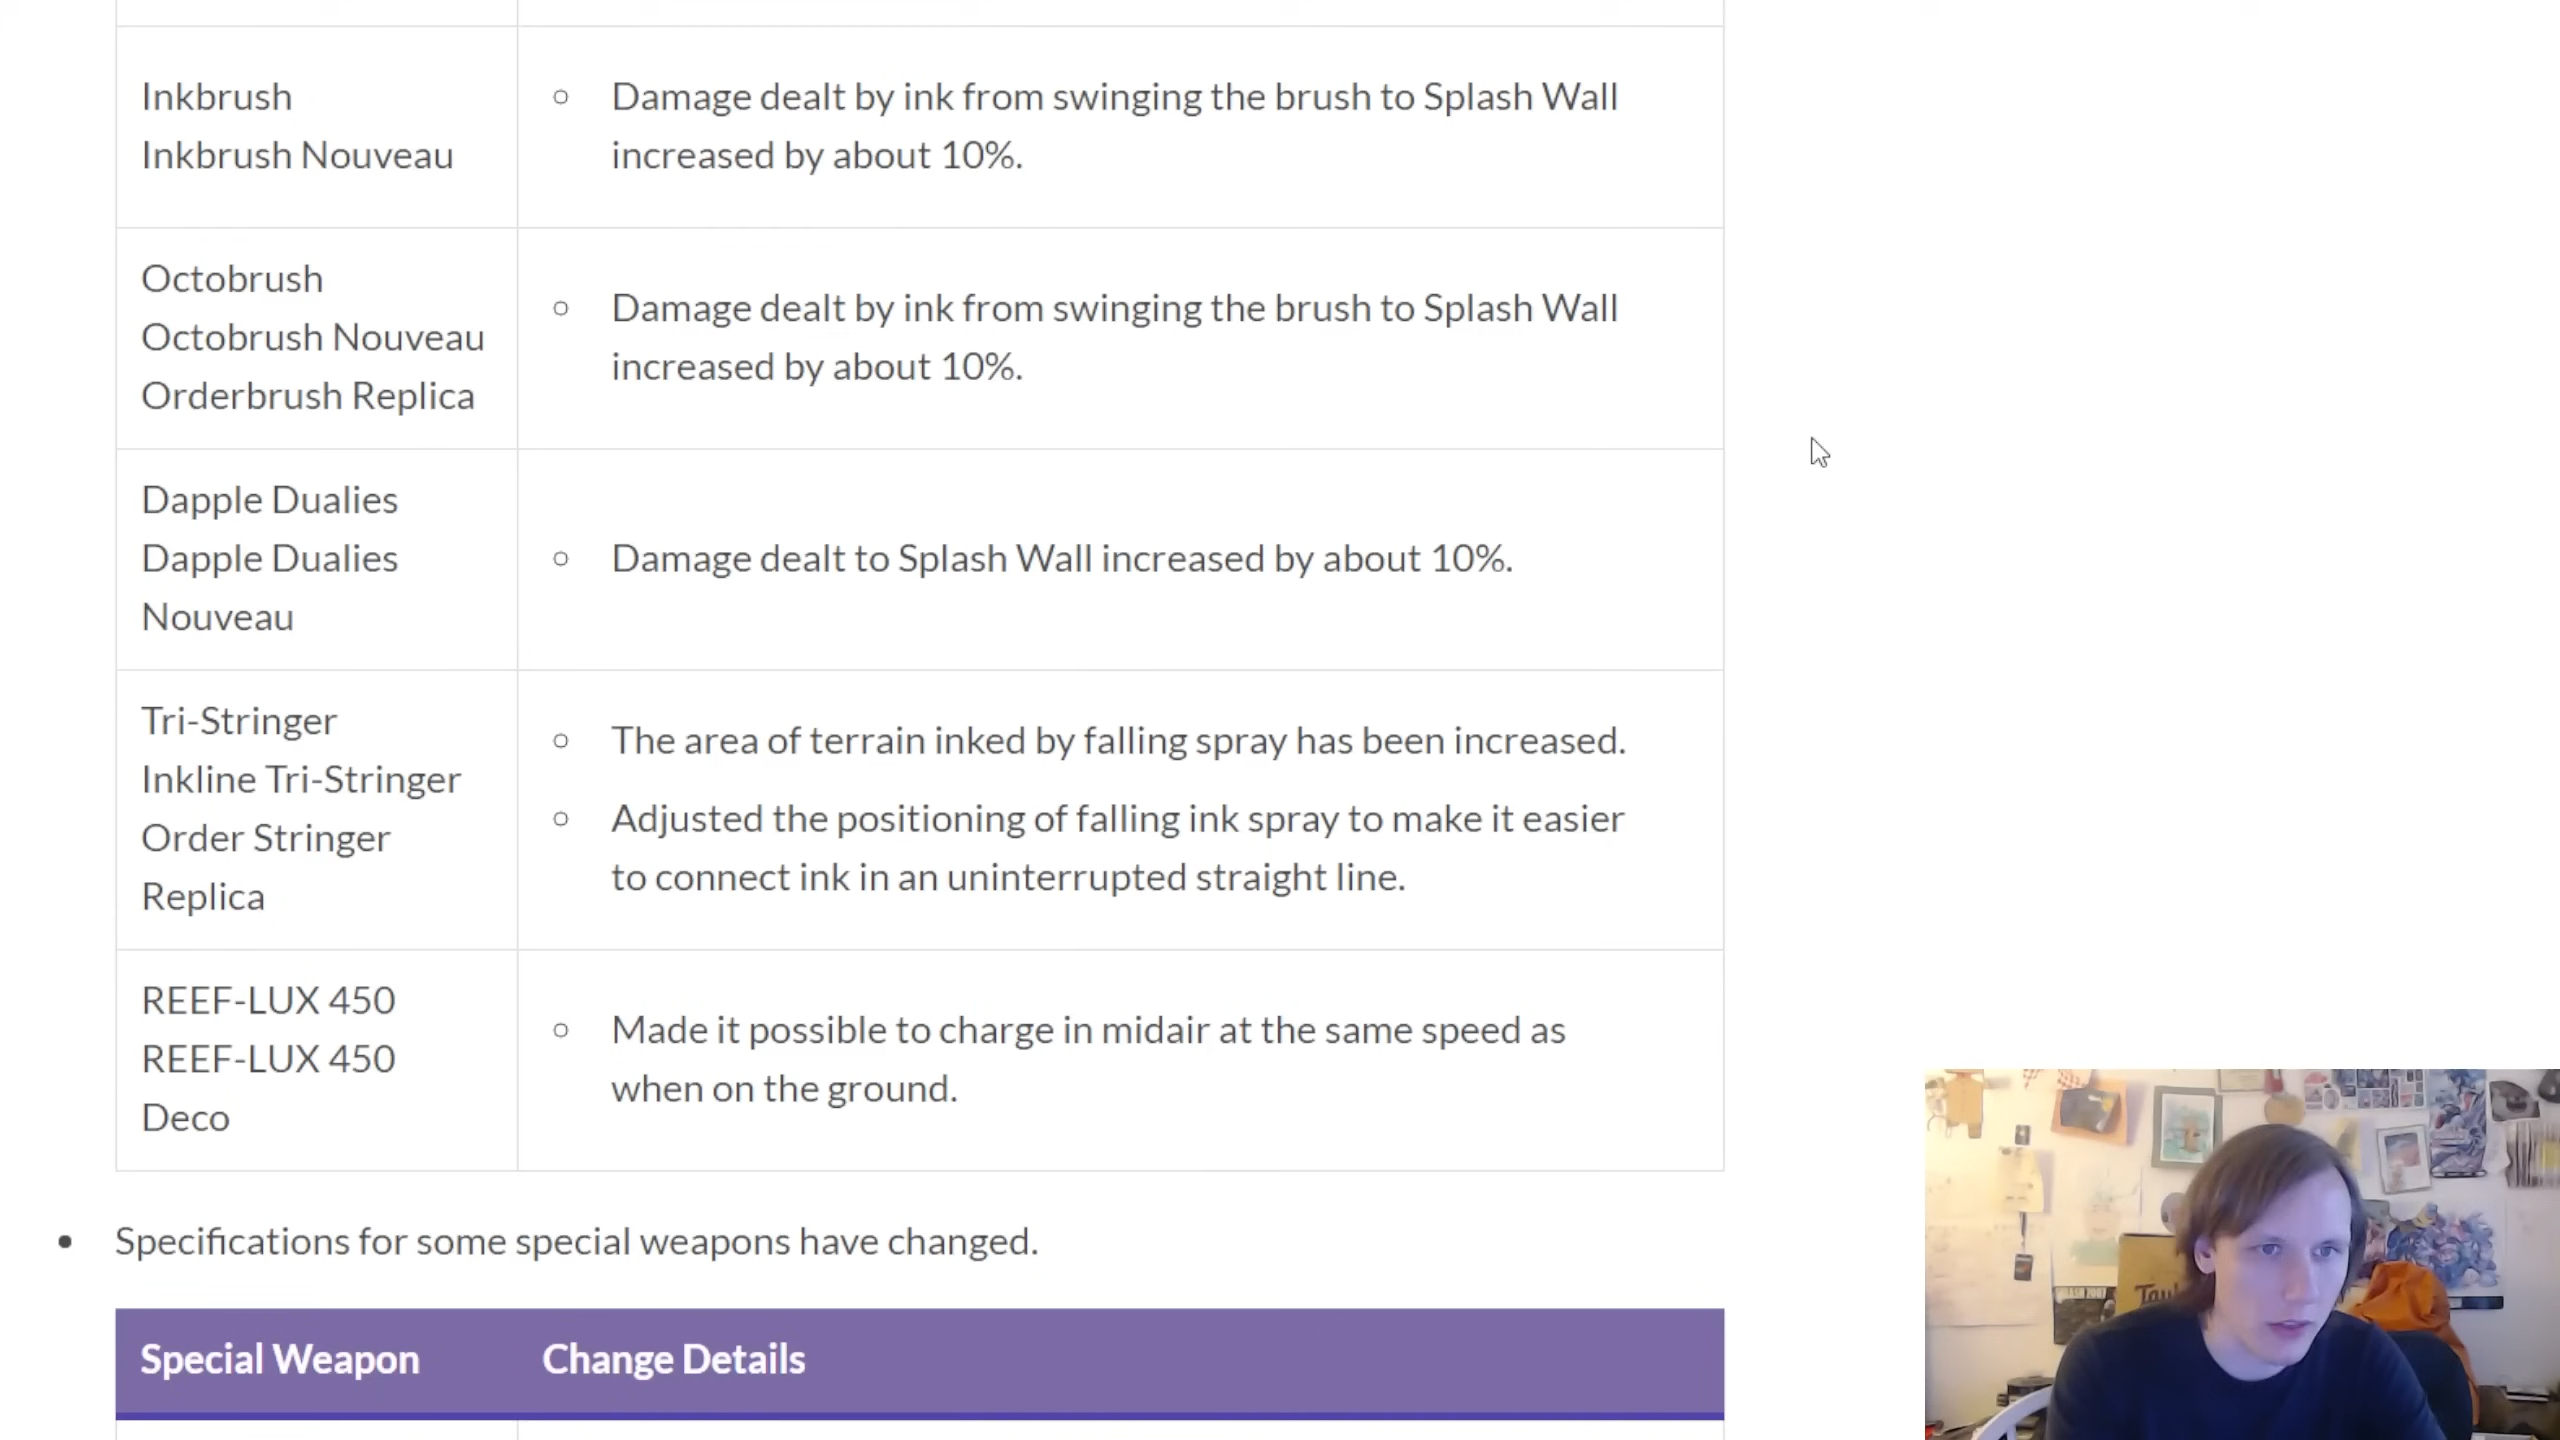 Inkbrush
Inkbrush Nouveau
Damage dealt by ink from swinging the brush to Splash Wall
increased by about 10%.
Octobrush
Octobrush Nouveau
Orderbrush Replica
Damage dealt by ink from swinging the brush to Splash Wall
increased by about 10%.
Dapple Dualies
Dapple Dualies
Nouveau
Damage dealt to Splash Wall increased by about 10%.
Tri-Stringer
Inkline Tri-Stringer
Order Stringer
Replica
The area of terrain inked by falling spray has been increased.
Adjusted the positioning of falling ink spray to make it easier
to connect ink in an uninterrupted straight line.
REEF-LUX 450
REEF-LUX 450
Deco
Made it possible to charge in midair at the same speed as
when on the ground.
Specifications for some special weapons have changed.
Special Weapon
Change Details